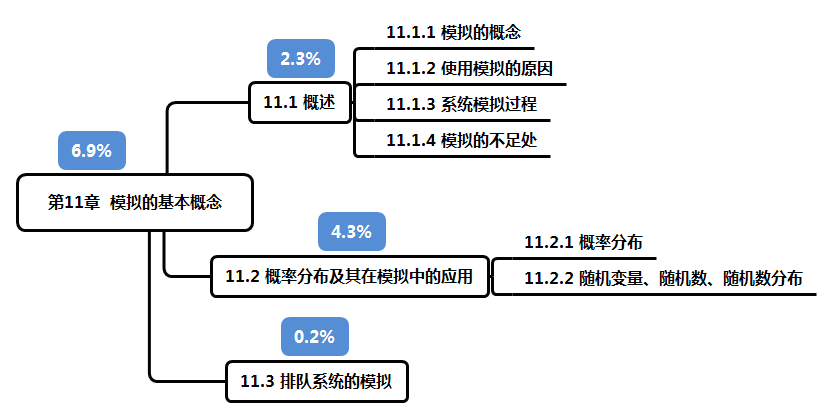 6.9%
第11章  模拟的基本概念
2.3%
11.1 概述
11.1.1 模拟的概念
11.1.2 使用模拟的原因
11.1.3 系统模拟过程
11.1.4 模拟的不足处
4.3%
11.2 概率分布及其在模拟中的应用
11.2.1 概率分布
11.2.2 随机变量、随机数、随机数分布
0.2%
11.3 排队系统的模拟